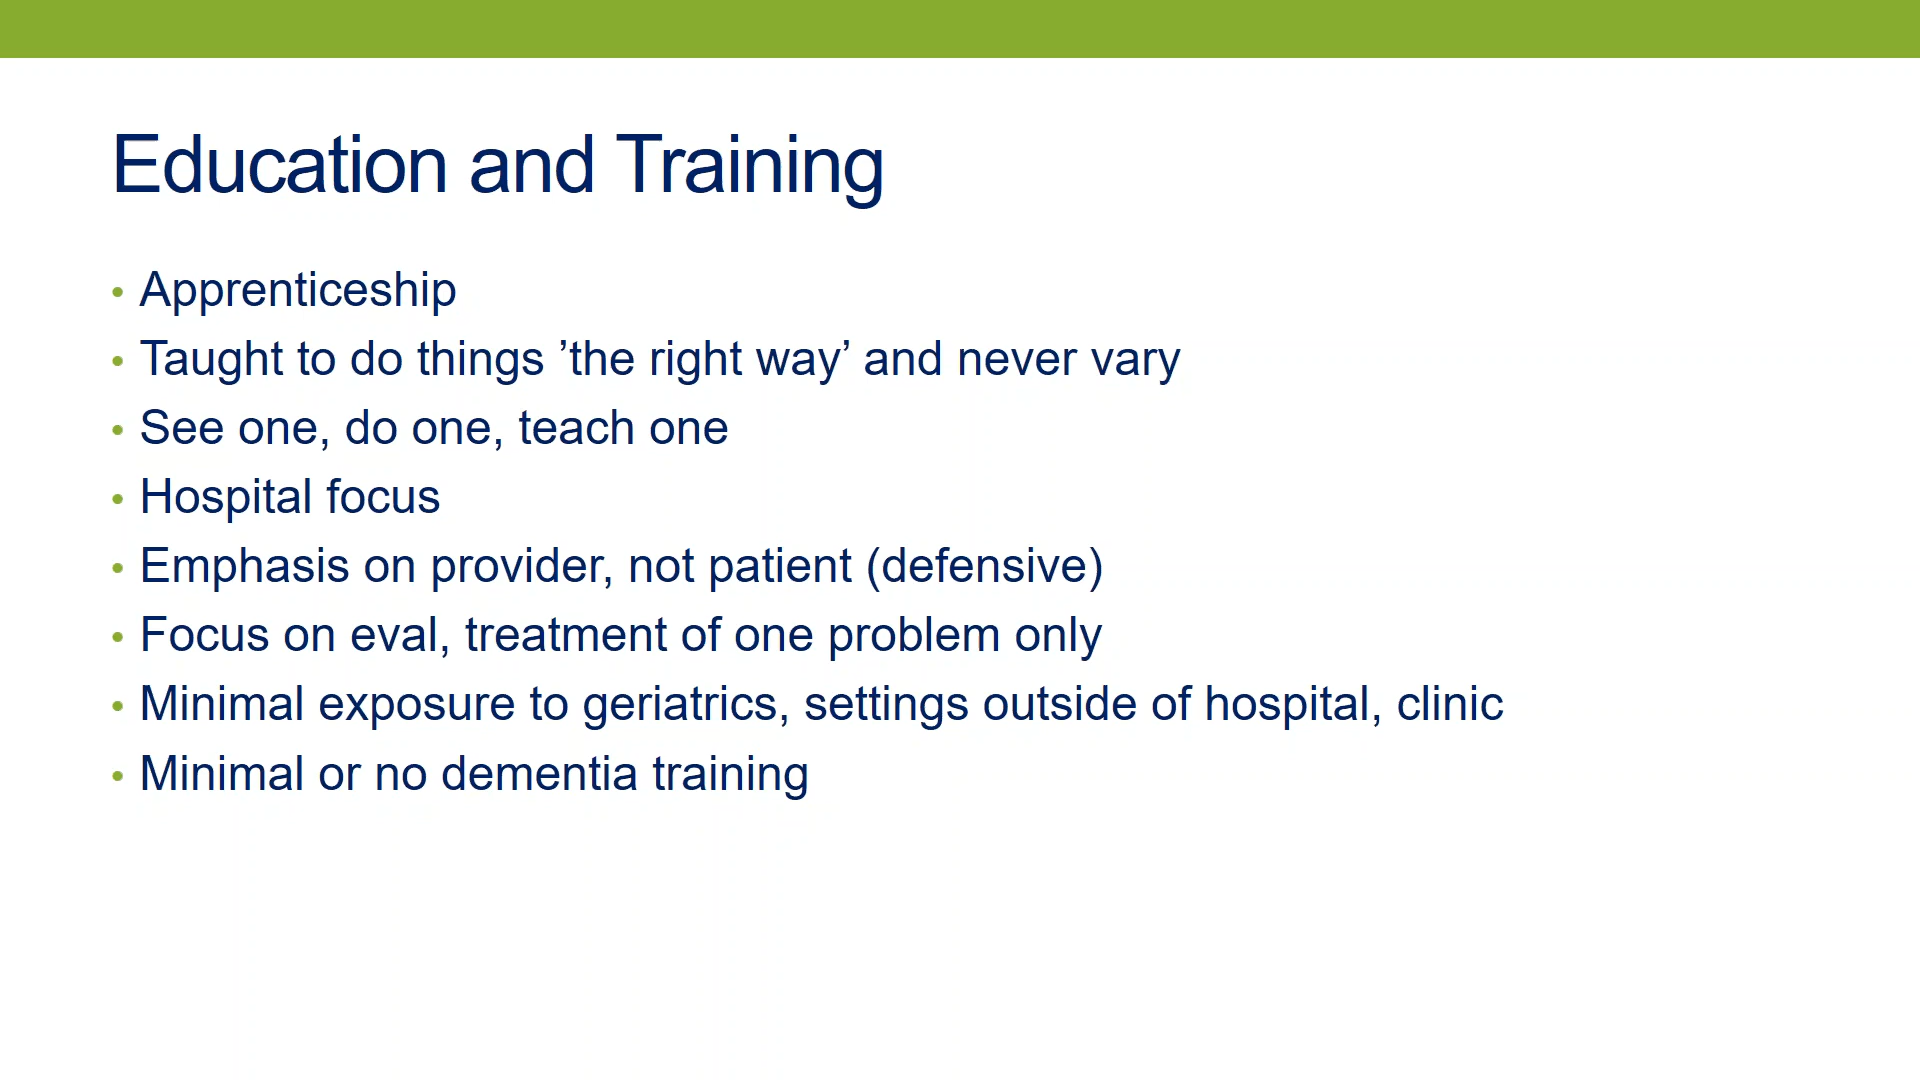 Education and Training
• Apprenticeship
• Taught to do things ’the right way’ and never vary
• See one, do one, teach one
• Hospital focus
• Emphasis on provider, not patient (defensive)
• Focus on eval, treatment of one problem only
• Minimal exposure to geriatrics, settings outside of hospital, clinic
• Minimal or no dementia training